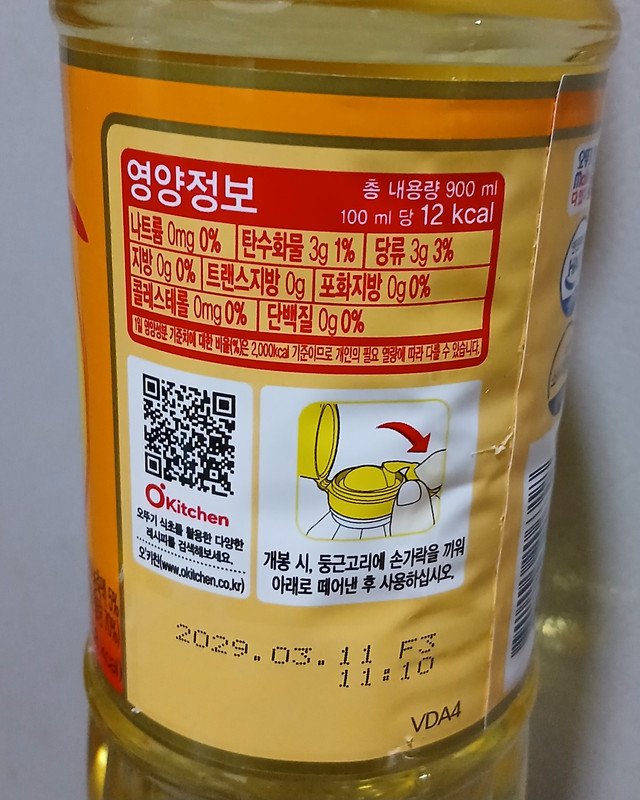 영양정보
총 내용량 900 ml
100 ml 당 12 kcal
나트륨 0mg 0% 탄수화물 3g 1% 당류 3g 3%
지방 0g 0% 트랜스지방 0g 포화지방 0g 0%
콜레스테롤 0mg 0% 단백질 0g 0%
1일 영양성분 기준치에 대한 비율(%)은 2,000kcal 기준이므로 개인의 필요 열량에 따라 다를 수 있습니다.
O'Kitchen
오뚜기 식초를 활용한 다양한
레시피를 검색해보세요.
오'키친(www.okitchen.co.kr)
개봉 시, 둥근고리에 손가락을 끼워
아래로 떼어낸 후 사용하십시오.
2029.03.11 F3
11:10
VDA4